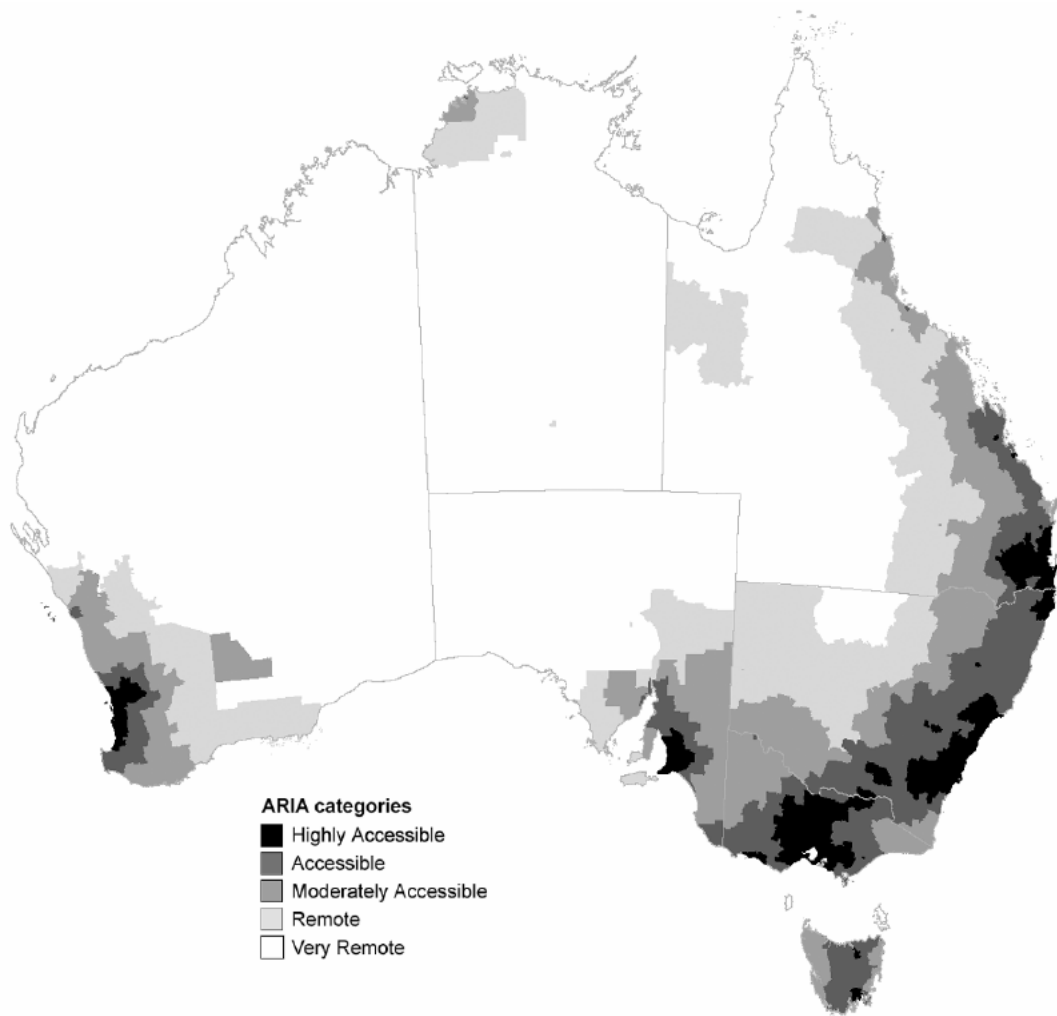 ARIA categories
Highly Accessible
Accessible
Moderately Accessible
Remote
Very Remote